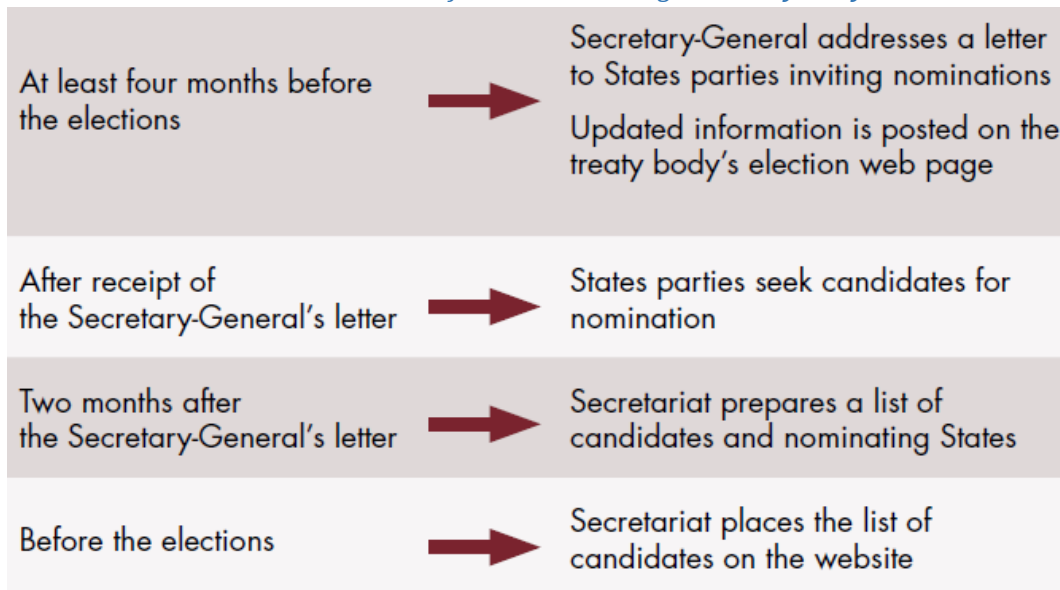 At least four months before
the elections
Secretary-General addresses a letter
to States parties inviting nominations
Updated information is posted on the
treaty body's election web page
After receipt of
the Secretary-General's letter
States parties seek candidates for
nomination
Two months after
the Secretary-General's letter
Secretariat prepares a list of
candidates and nominating States
Before the elections
Secretariat places the list of
candidates on the website